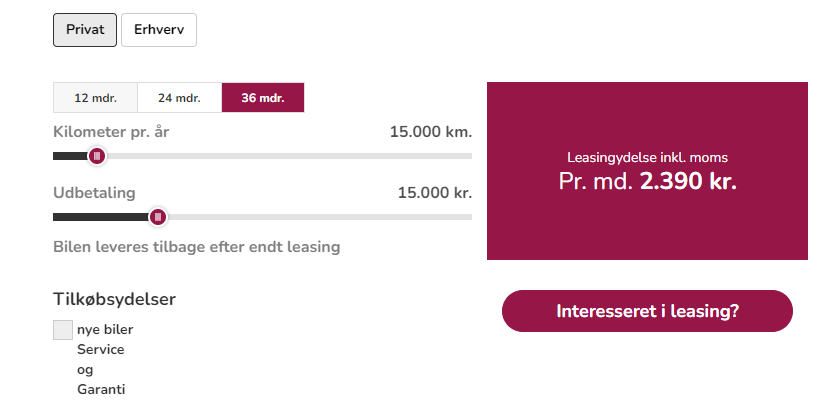 Privat Erhverv
12 mdr. 24 mdr. 36 mdr.
Kilometer pr. år 15.000 km.
Udbetaling 15.000 kr.
Bilen leveres tilbage efter endt leasing
Leasingydelse inkl. moms
Pr. md. 2.390 kr.
Interesseret i leasing?
Tilkøbsydelser
nye biler
Service
og
Garanti